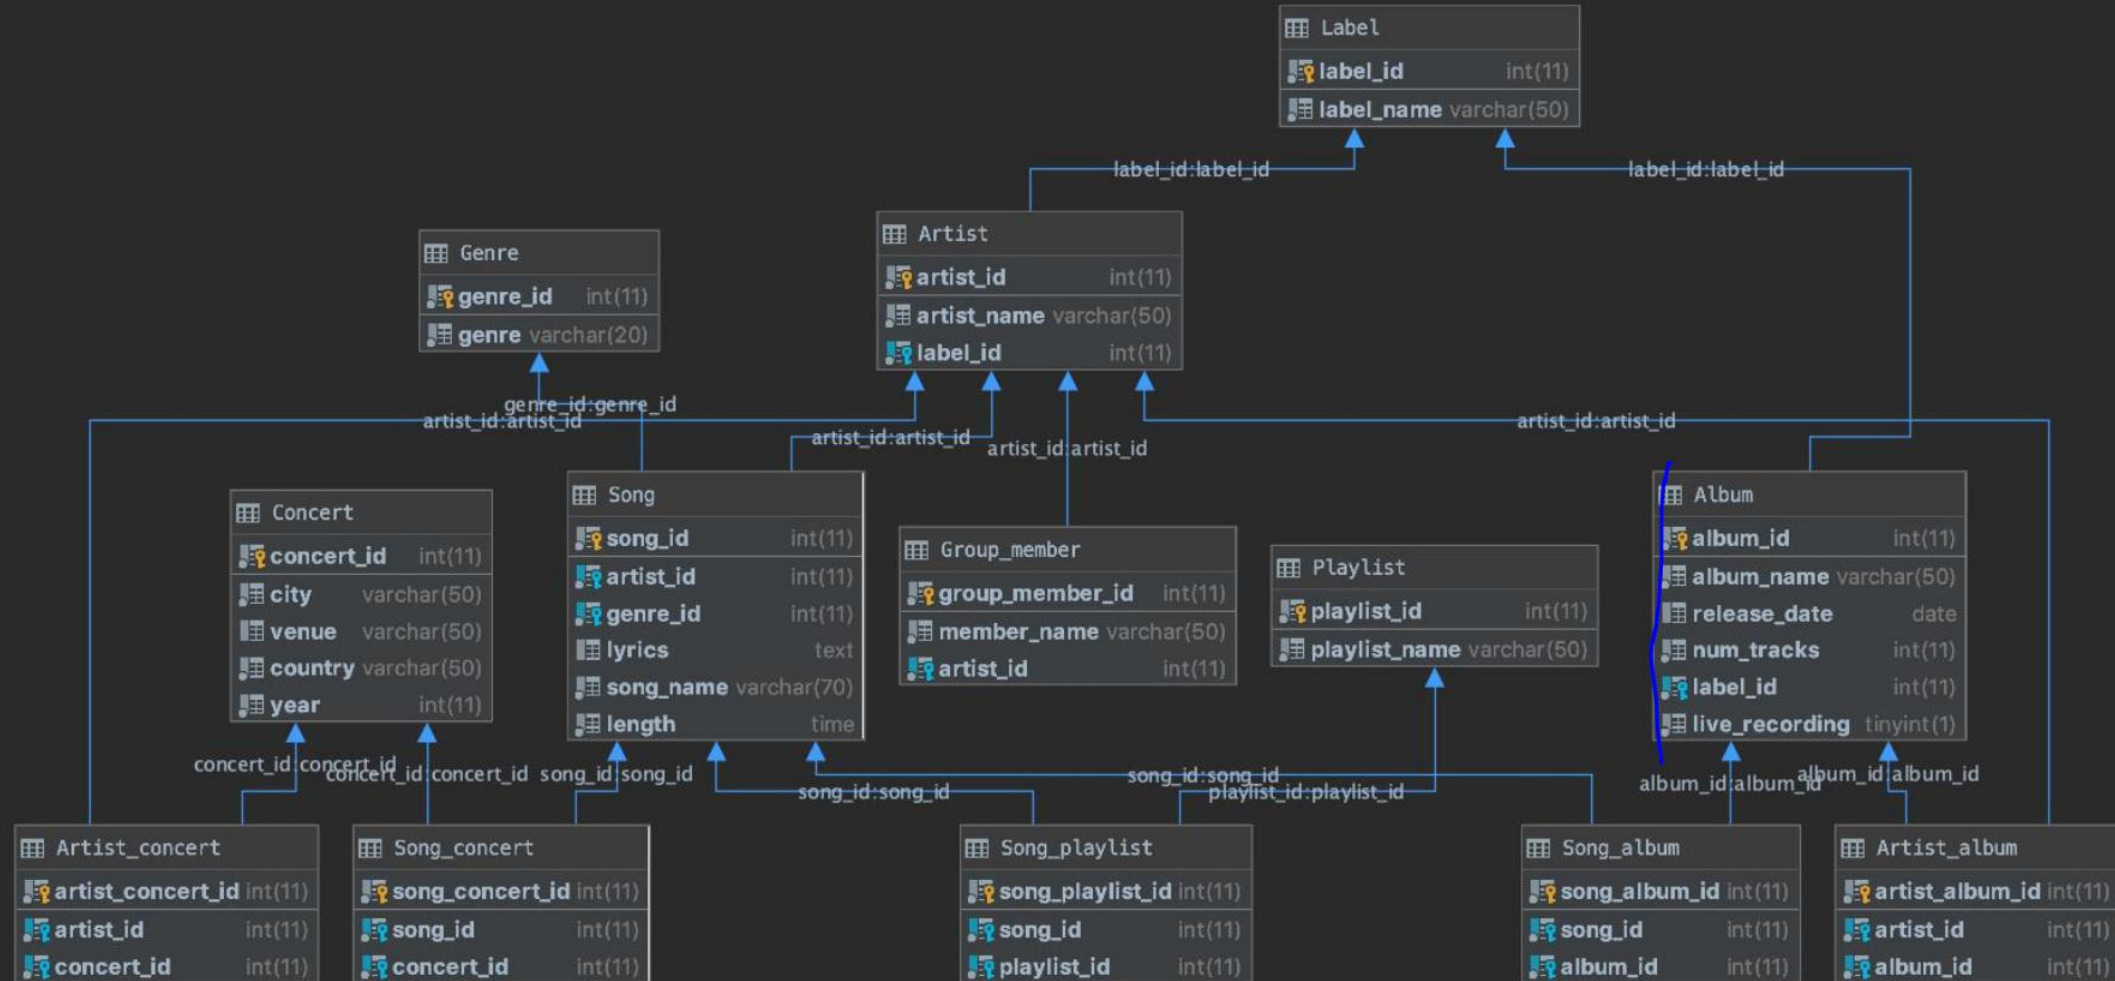 Label
label_id int(11)
label_name varchar(50)
label_id:label_id
label_id:label_id
Genre
genre_id int(11)
genre varchar(20)
Artist
artist_id int(11)
artist_name varchar(50)
label_id int(11)
genre_id:genre_id
artist_id:artist_id
artist_id:artist_id
artist_id:artist_id
artist_id:artist_id
Concert
concert_id int(11)
city varchar(50)
venue varchar(50)
country varchar(50)
year int(11)
Song
song_id int(11)
artist_id int(11)
genre_id int(11)
lyrics text
song_name varchar(70)
length time
Group_member
group_member_id int(11)
member_name varchar(50)
artist_id int(11)
Playlist
playlist_id int(11)
playlist_name varchar(50)
Album
album_id int(11)
album_name varchar(50)
release_date date
num_tracks int(11)
label_id int(11)
live_recording tinyint(1)
concert_id:concert_id
concert_id:concert_id
song_id:song_id
song_id:song_id
song_id:song_id
playlist_id:playlist_id
album_id:album_id
album_id:album_id
Artist_concert
artist_concert_id int(11)
artist_id int(11)
concert_id int(11)
Song_concert
song_concert_id int(11)
song_id int(11)
concert_id int(11)
Song_playlist
song_playlist_id int(11)
song_id int(11)
playlist_id int(11)
Song_album
song_album_id int(11)
song_id int(11)
album_id int(11)
Artist_album
artist_album_id int(11)
artist_id int(11)
album_id int(11)